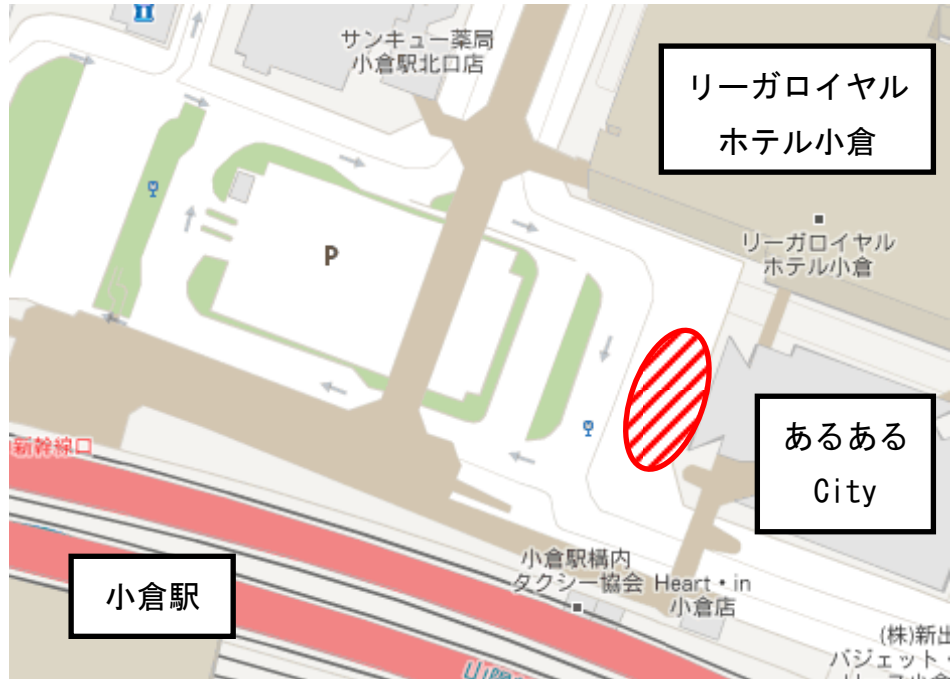 サンキュー薬局
小倉駅北口店
リーガロイヤル
ホテル小倉
P
リーガロイヤル
ホテル小倉
あるある
City
新幹線口
小倉駅
小倉駅構内
タクシー協会
Heart・in
小倉店
(株)新出
バジェット・